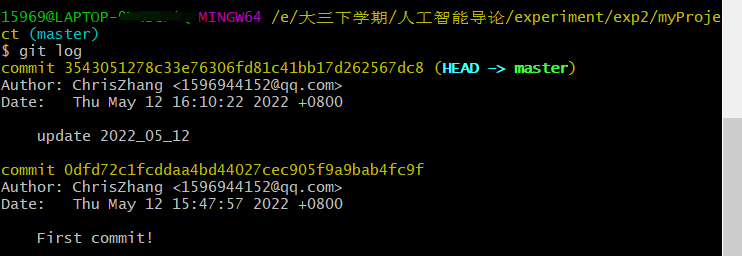 15969@LAPTOP- MINGW64 /e/大三下学期/人工智能导论/experiment/exp2/myProje
ct (master)
$ git log
commit 3543051278c33e76306fd81c41bb17d262567dc8 (HEAD -> master)
Author: ChrisZhang <1596944152@qq.com>
Date:   Thu May 12 16:10:22 2022 +0800
    update 2022_05_12
commit 0dfd72c1fcddaa4bd44027cec905f9a9bab4fc9f
Author: ChrisZhang <1596944152@qq.com>
Date:   Thu May 12 15:47:57 2022 +0800
    First commit!